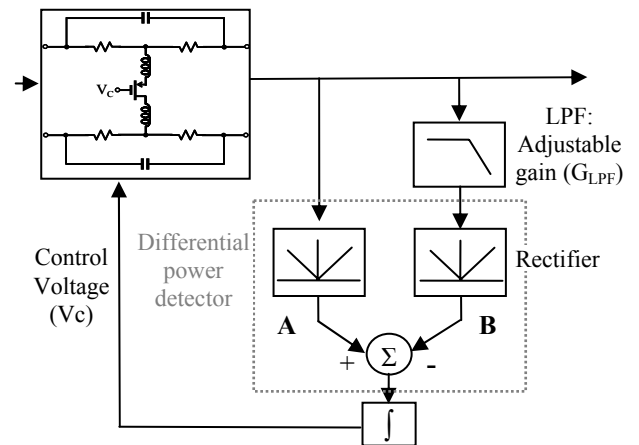 Vc
LPF:
Adjustable
gain (GLPF)
Control
Voltage
(Vc)
Differential
power
detector
Rectifier
A
B
+
Σ
-
∫